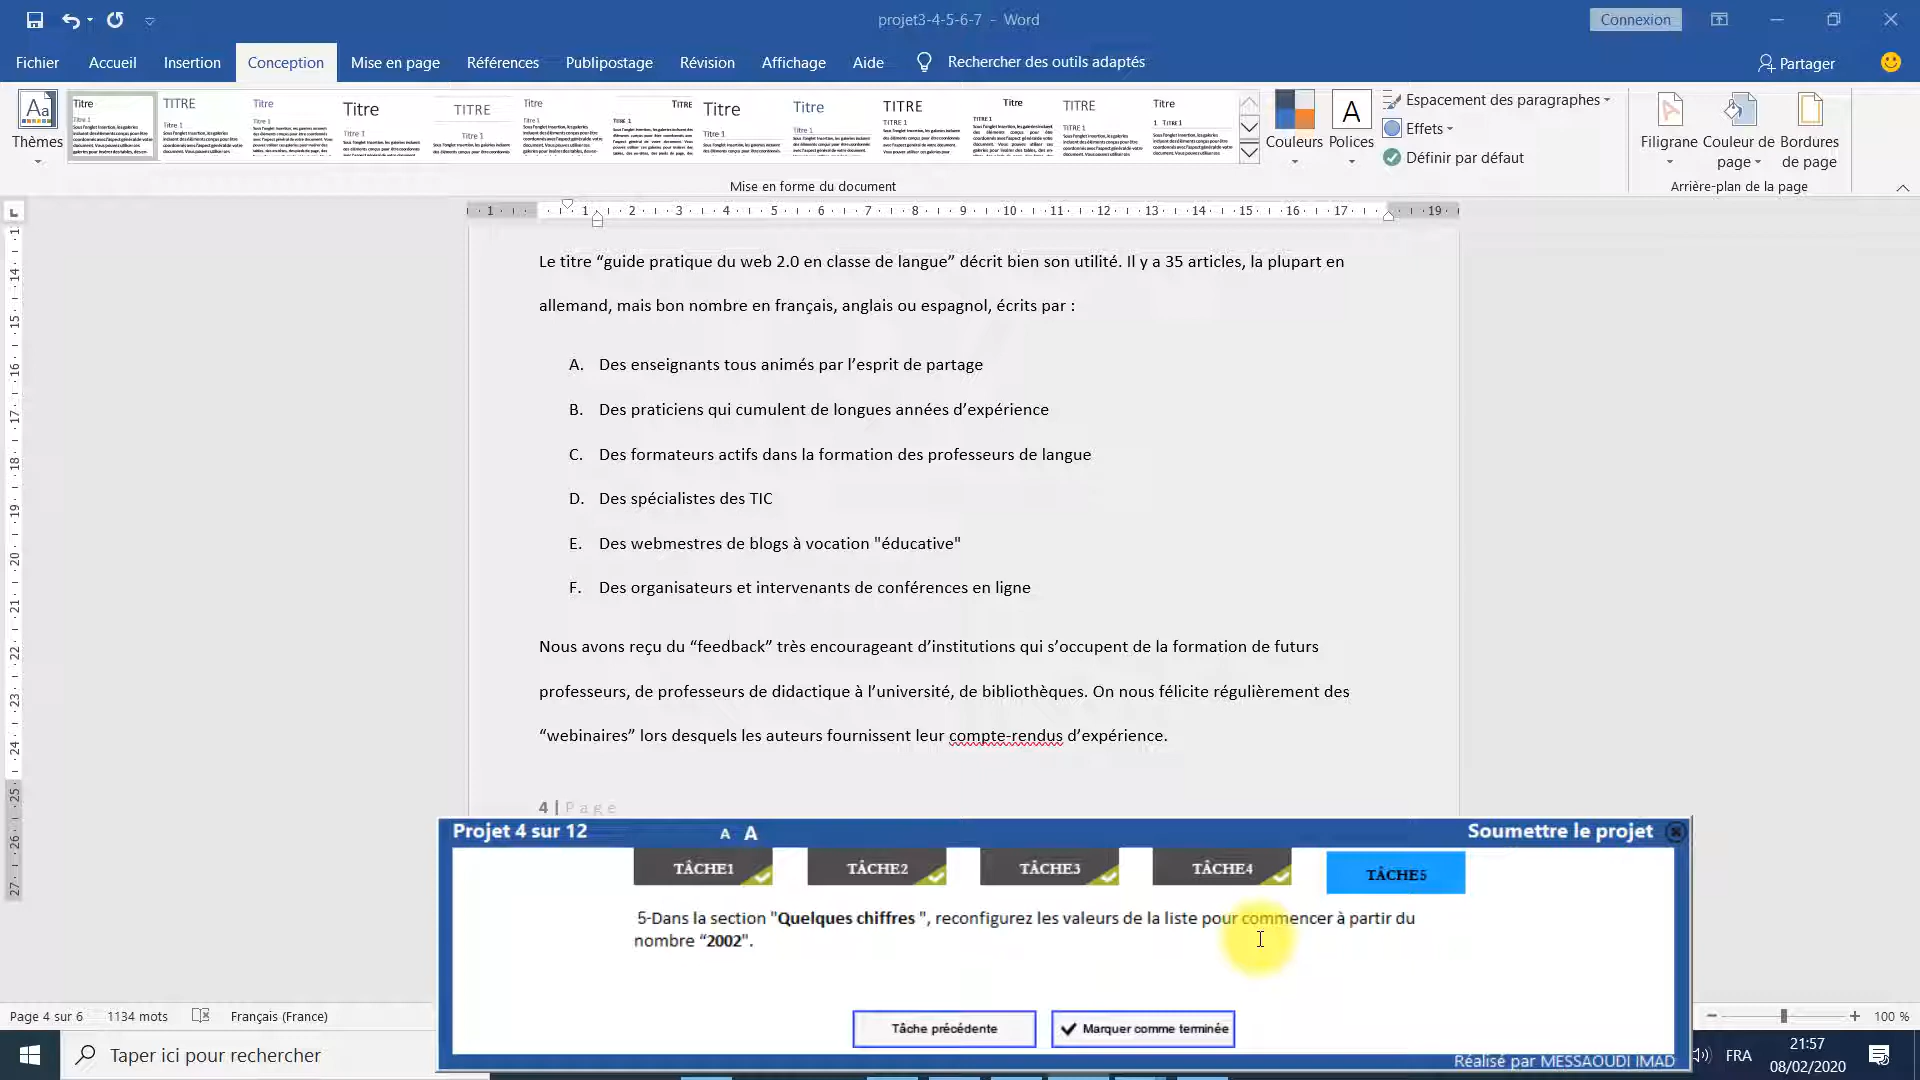 projet3-4-5-6-7 - Word
Connexion
Fichier Accueil Insertion Conception Mise en page Références Publipostage Révision Affichage Aide Rechercher des outils adaptés
Partager
Thèmes
Titre TITRE Titre Titre TITRE Titre TITRE Titre Titre TITRE Titre TITRE Titre
Couleurs Polices
Espacement des paragraphes
Effets
Définir par défaut
Filigrane Couleur de page Bordures de page
Mise en forme du document
Arrière-plan de la page
Le titre “guide pratique du web 2.0 en classe de langue” décrit bien son utilité. Il y a 35 articles, la plupart en
allemand, mais bon nombre en français, anglais ou espagnol, écrits par :
A. Des enseignants tous animés par l’esprit de partage
B. Des praticiens qui cumulent de longues années d’expérience
C. Des formateurs actifs dans la formation des professeurs de langue
D. Des spécialistes des TIC
E. Des webmestres de blogs à vocation "éducative"
F. Des organisateurs et intervenants de conférences en ligne
Nous avons reçu du “feedback” très encourageant d’institutions qui s’occupent de la formation de futurs
professeurs, de professeurs de didactique à l’université, de bibliothèques. On nous félicite régulièrement des
“webinaires” lors desquels les auteurs fournissent leur compte-rendus d’expérience.
4 | Page
Projet 4 sur 12 A A Soumettre le projet
TÂCHE1 TÂCHE2 TÂCHE3 TÂCHE4 TÂCHE5
5-Dans la section "Quelques chiffres ", reconfigurez les valeurs de la liste pour commencer à partir du
nombre “2002".
Tâche précédente Marquer comme terminée
Réalisé par MESSAOUDI IMAD
Page 4 sur 6 1134 mots Français (France) 100 %
Taper ici pour rechercher
FRA
21:57
08/02/2020